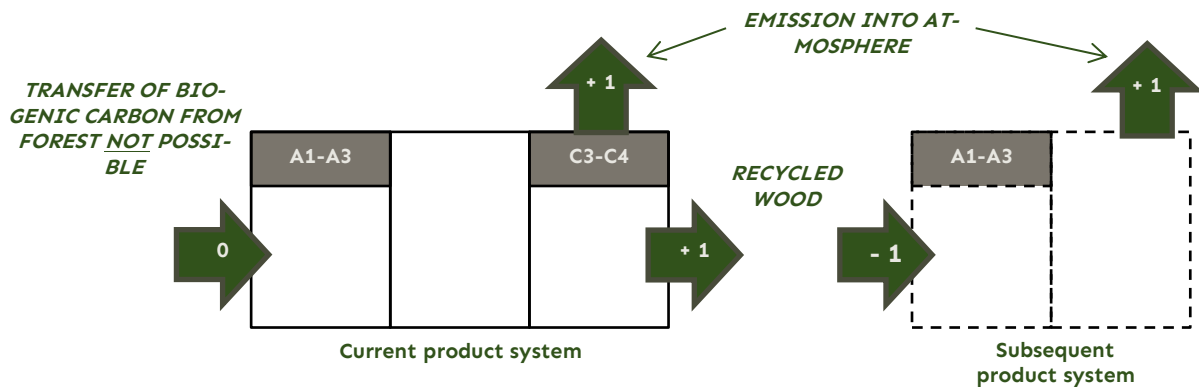 EMISSION INTO AT-
MOSPHERE
TRANSFER OF BIO-
GENIC CARBON FROM
FOREST NOT POSSI-
BLE
+ 1
+ 1
A1-A3
C3-C4
A1-A3
RECYCLED
WOOD
0
+ 1
- 1
Current product system
Subsequent
product system